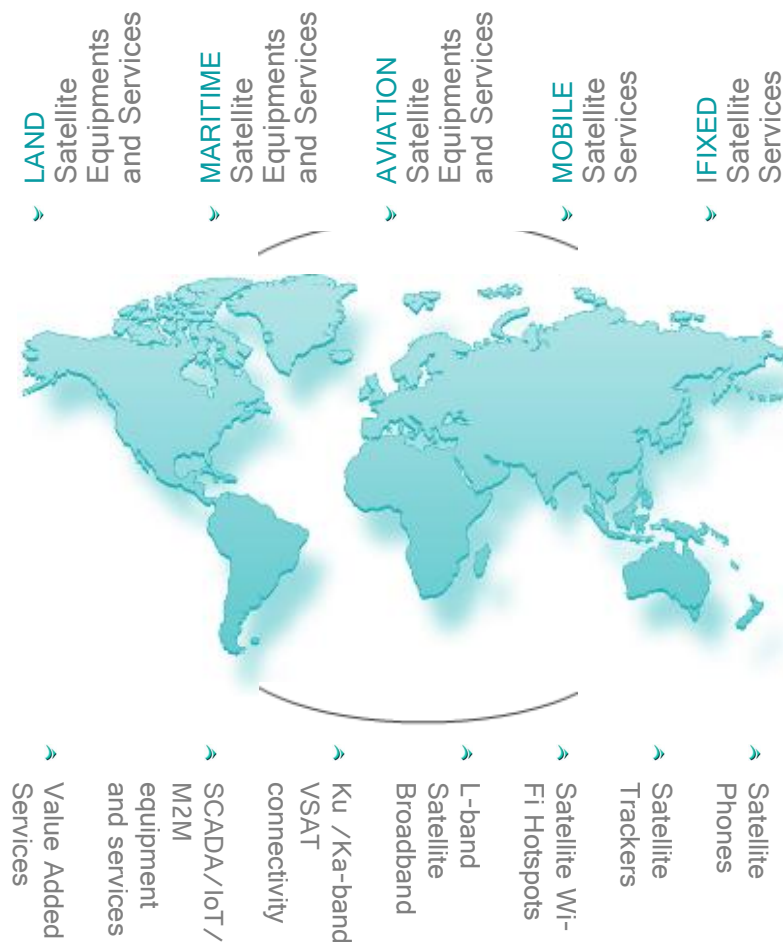 LAND
Satellite
Equipments
and Services
MARITIME
Satellite
Equipments
and Services
AVIATION
Satellite
Equipments
and Services
MOBILE
Satellite
Services
IFIXED
Satellite
Services
Satellite
Phones
Satellite
Trackers
Satellite Wi-
Fi Hotspots
L-band
Satellite
Broadband
Ku /Ka-band
VSAT
connectivity
SCADA/IoT/
M2M
equipment
and services
Value Added
Services